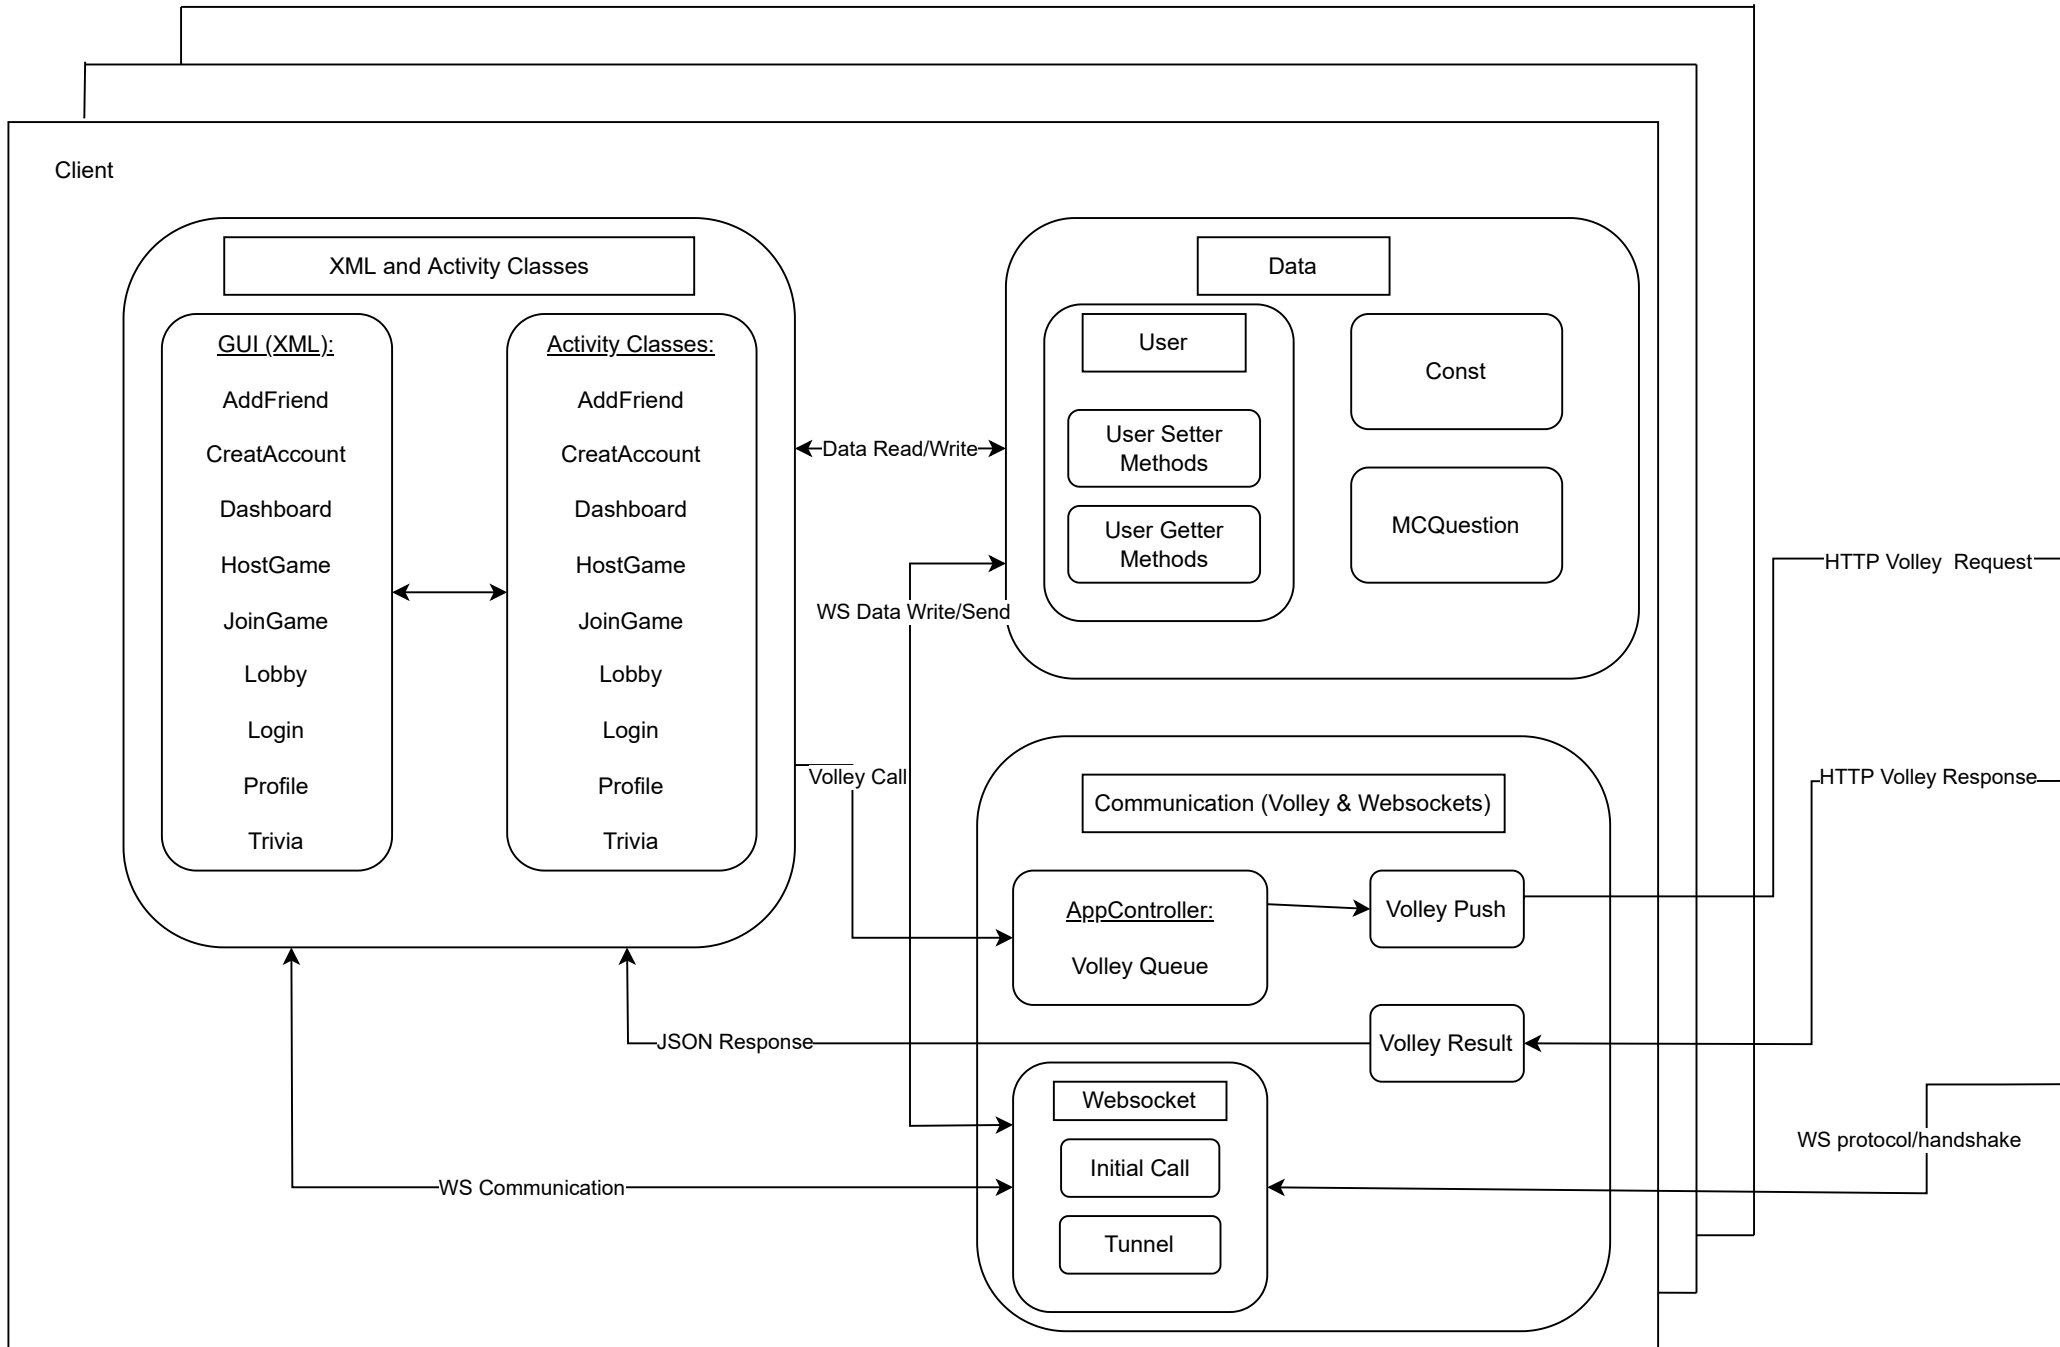 Client
XML and Activity Classes
GUI (XML):
AddFriend
CreatAccount
Dashboard
HostGame
JoinGame
Lobby
Login
Profile
Trivia
Activity Classes:
AddFriend
CreatAccount
Dashboard
HostGame
JoinGame
Lobby
Login
Profile
Trivia
Data Read/Write
WS Data Write/Send
Volley Call
Data
User
User Setter
Methods
User Getter
Methods
Const
MCQuestion
Communication (Volley & Websockets)
AppController:
Volley Queue
Volley Push
Volley Result
JSON Response
Websocket
Initial Call
Tunnel
WS Communication
HTTP Volley  Request
HTTP Volley Response
WS protocol/handshake